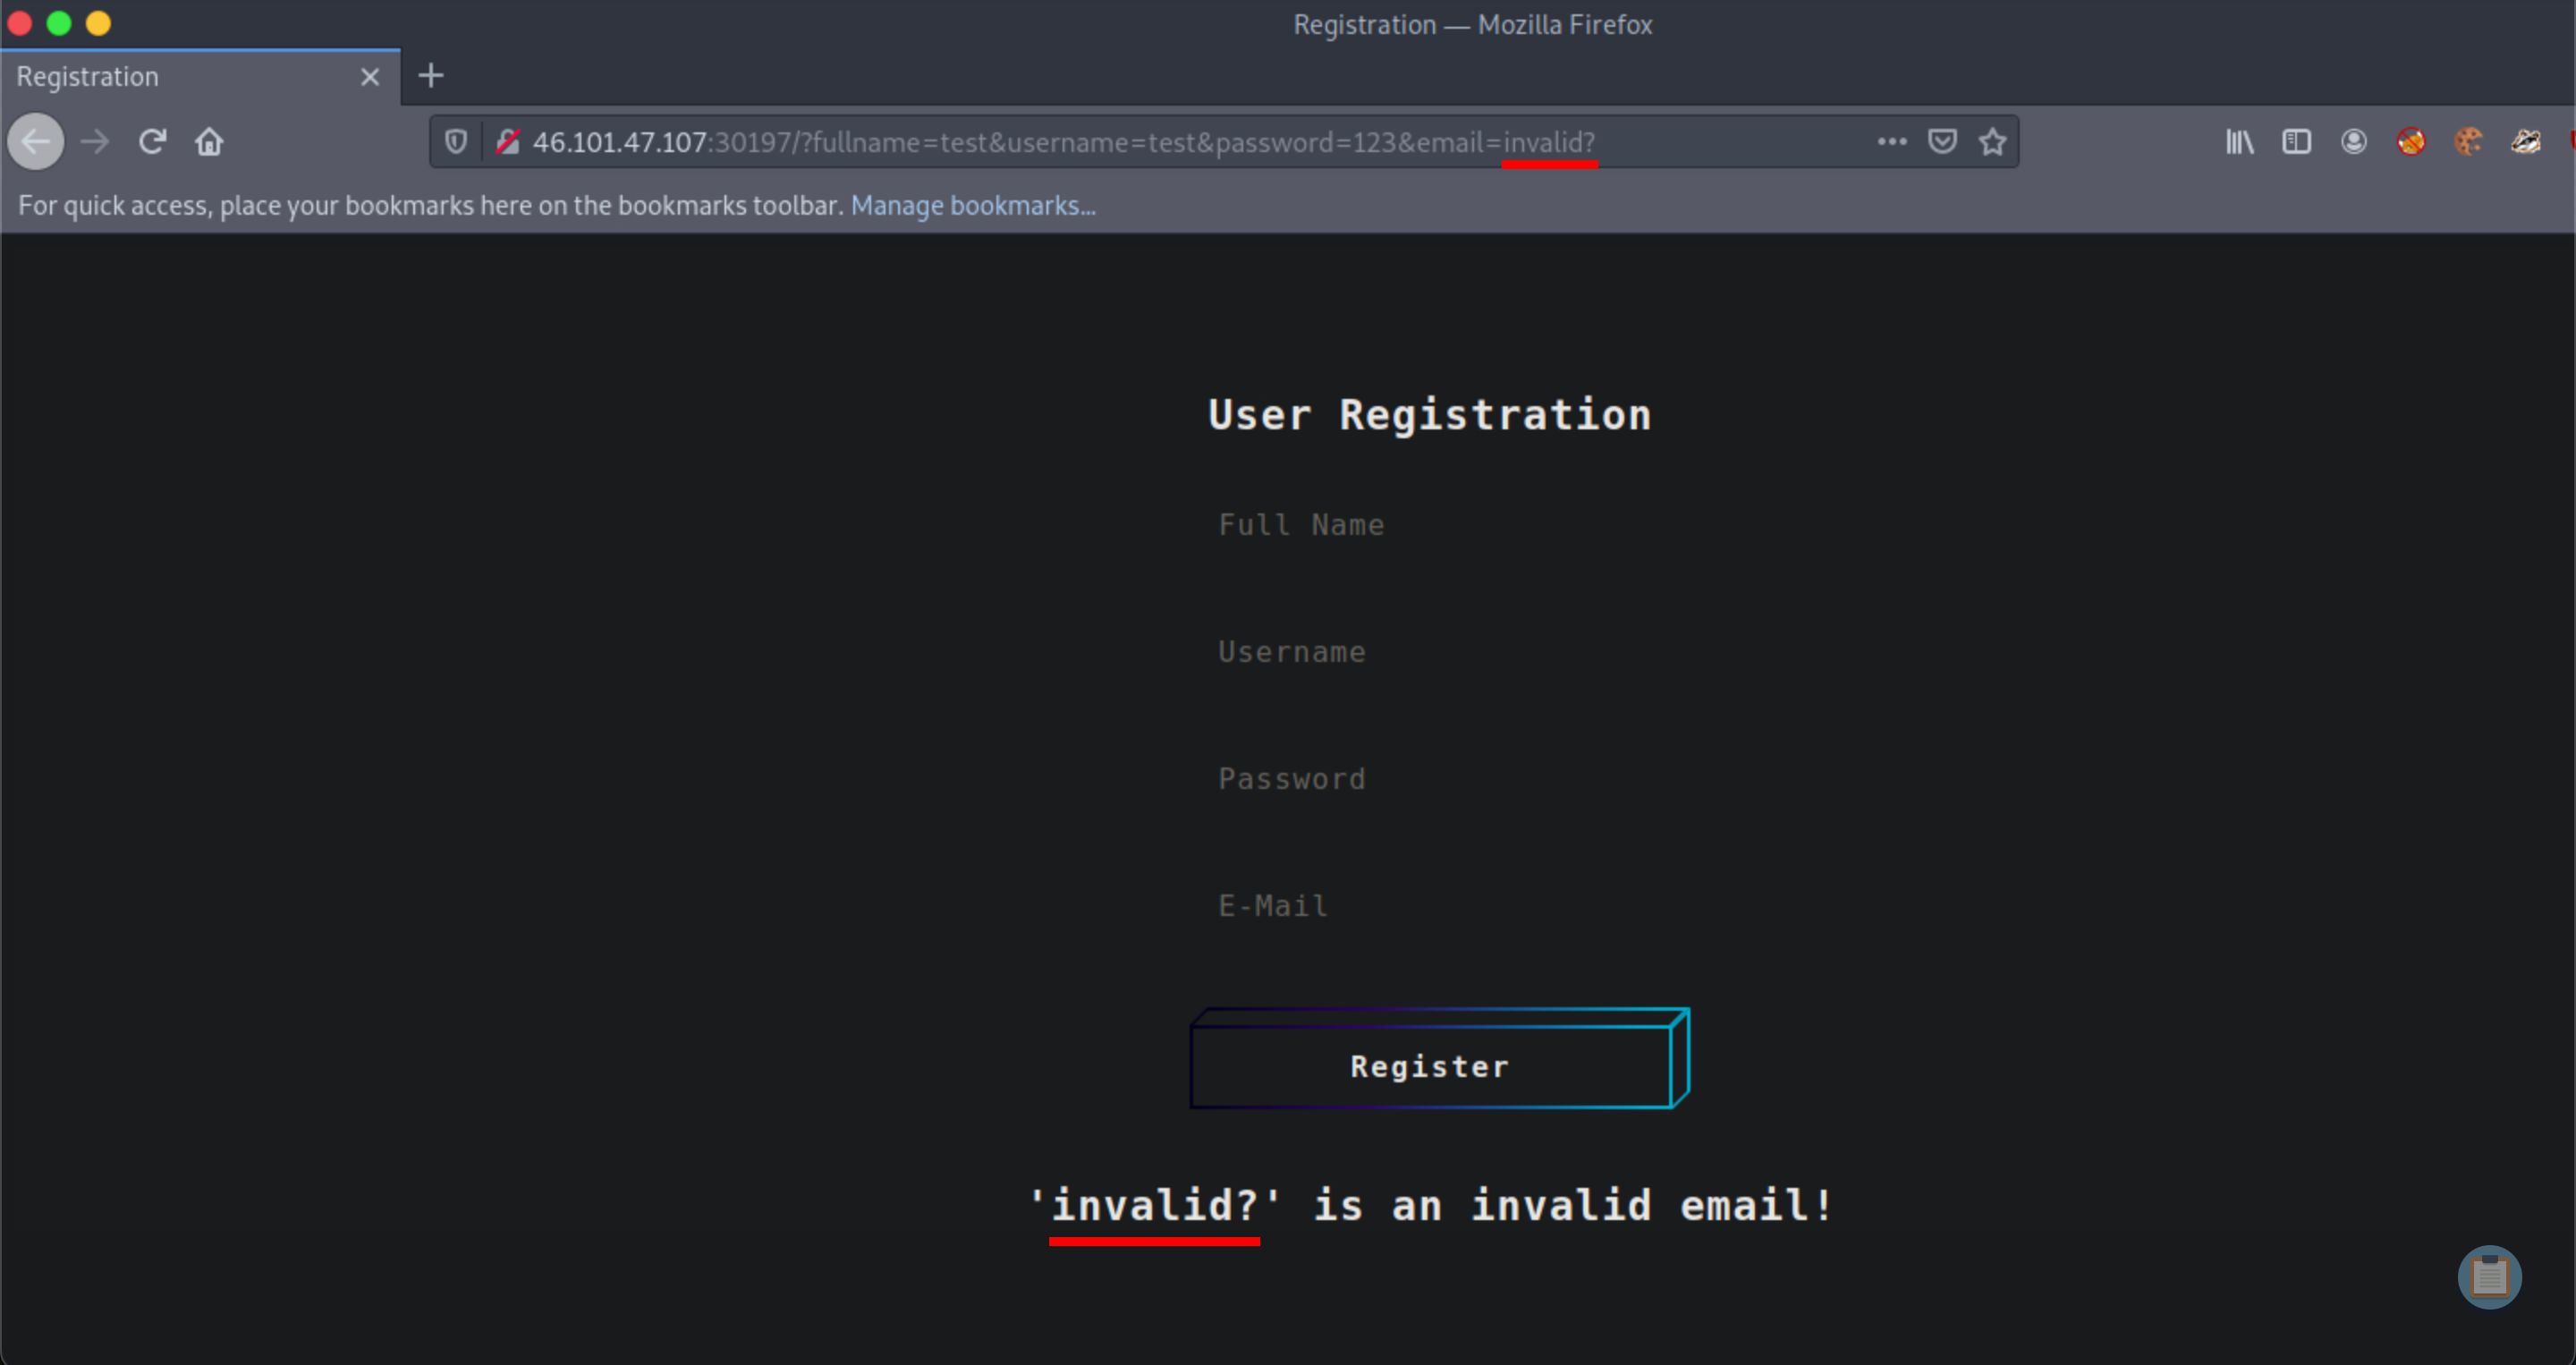 Registration — Mozilla Firefox
Registration
46.101.47.107:30197/?fullname=test&username=test&password=123&email=invalid?
For quick access, place your bookmarks here on the bookmarks toolbar. Manage bookmarks...
User Registration
Full Name
Username
Password
E-Mail
Register
'invalid?' is an invalid email!